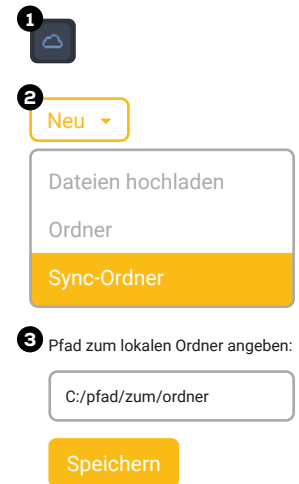 1
2
Neu
Dateien hochladen
Ordner
Sync-Ordner
3 Pfad zum lokalen Ordner angeben:
C:/pfad/zum/ordner
Speichern